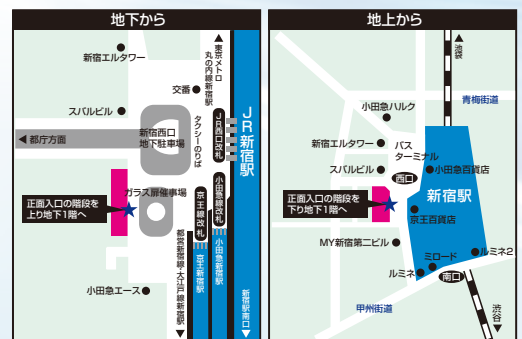 地下から
新宿エルタワー
交番
スバルビル
◀都庁方面
新宿西口
地下駐車場
タクシーのりば
東京メトロ
丸の内線新宿駅
JR西口改札
JR新宿駅
ガラス扉催事場
正面入口の階段を
上り地下1階へ
京王線改札
小田急線改札
京王新宿駅
小田急新宿駅
都営新宿線・大江戸線新宿駅
新宿駅南口
小田急エース
地上から
池袋
青梅街道
小田急ハルク
新宿エルタワー
バス
ターミナル
スバルビル
小田急百貨店
西口
新宿駅
正面入口の階段を
下り地下1階へ
京王百貨店
MY新宿第二ビル
ルミネ2
ミロード
ルミネ
南口
甲州街道
渋谷